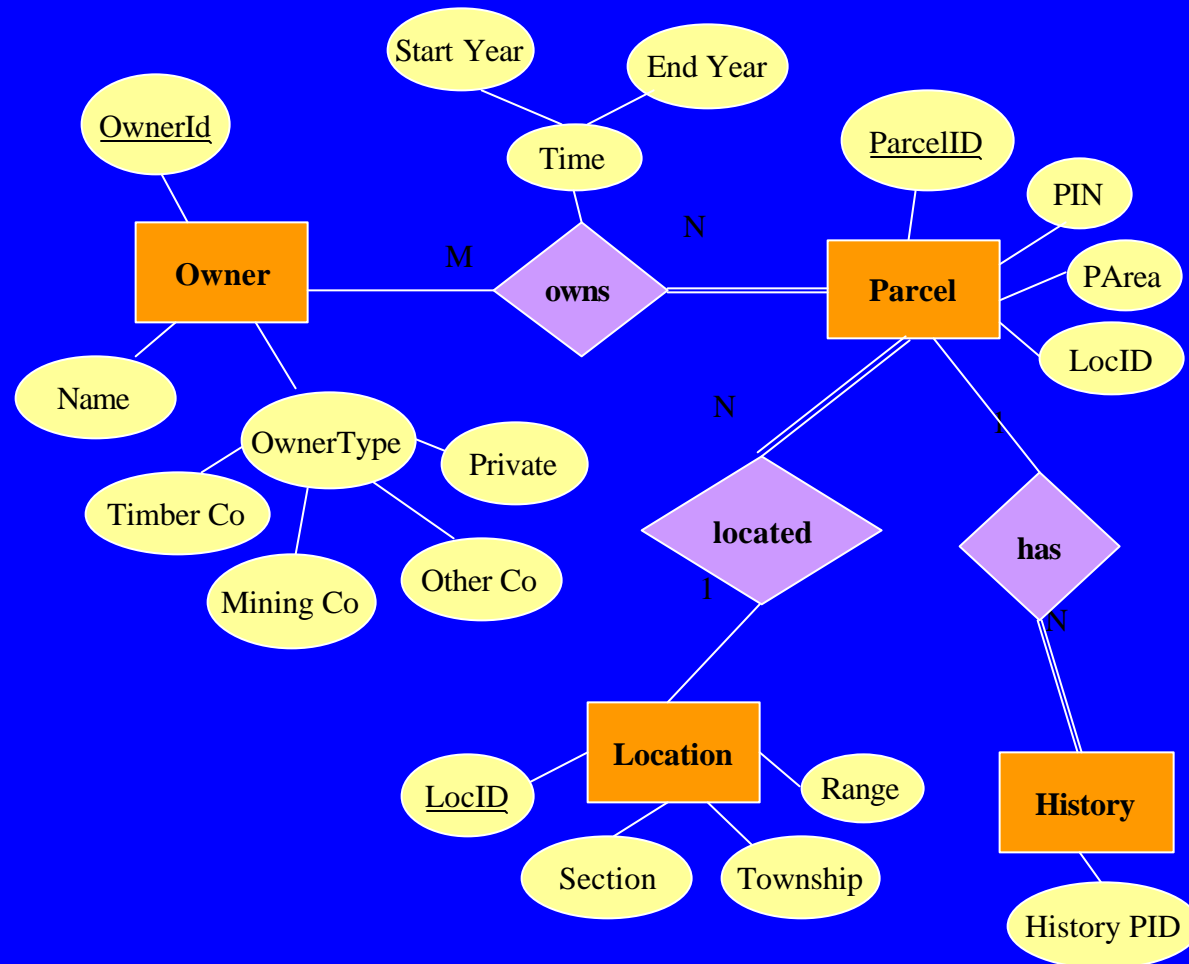 Start Year
End Year
OwnerId
Time
ParcelID
PIN
N
M
Owner
owns
Parcel
PArea
LocID
Name
N
1
OwnerType
Private
Timber Co
located
has
Other Co
Mining Co
1
N
Location
Range
LocID
History
Section
Township
History PID